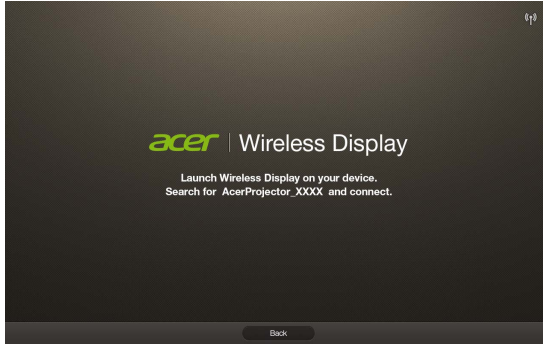 acer | Wireless Display
Launch Wireless Display on your device.
Search for AcerProjector_XXXX and connect.
Back